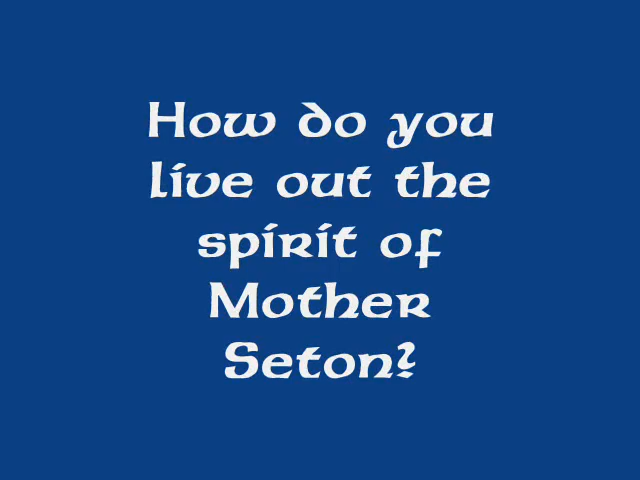 How do you
live out the
spirit of
Mother
Seton?